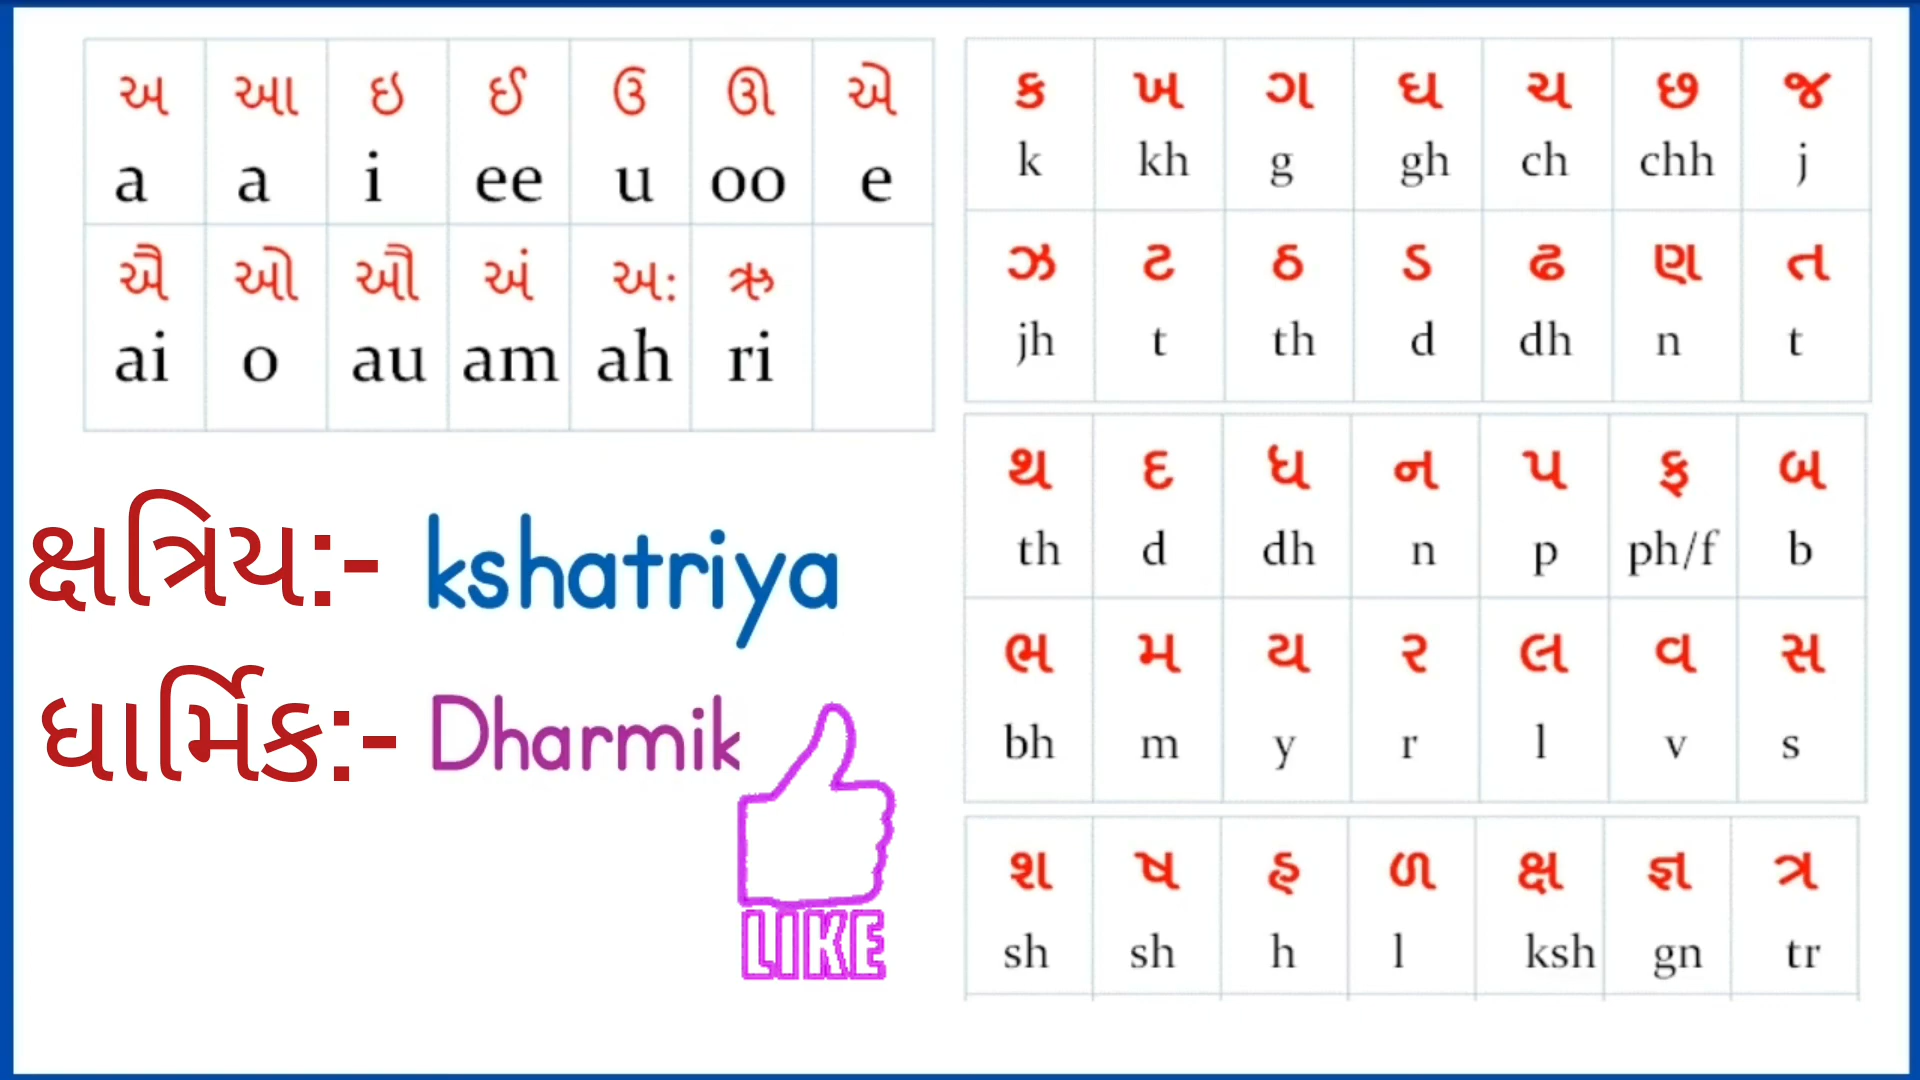 અ આ ઇ ઈ ઉ ઊ એ
a a i ee u oo e
ઐ ઓ ઔ અં અઃ ઋ
ai o au am ah ri
ક્ષત્રિય:- kshatriya
ધાર્મિક:- Dharmik
LIKE
ક ખ ગ ઘ ચ છ જ
k kh g gh ch chh j
ઝ ટ ઠ ડ ઢ ણ ત
jh t th d dh n t
થ દ ધ ન પ ફ બ
th d dh n p ph/f b
ભ મ ય ર લ વ સ
bh m y r l v s
શ ષ હ ળ ક્ષ જ્ઞ ત્ર
sh sh h l ksh gn tr